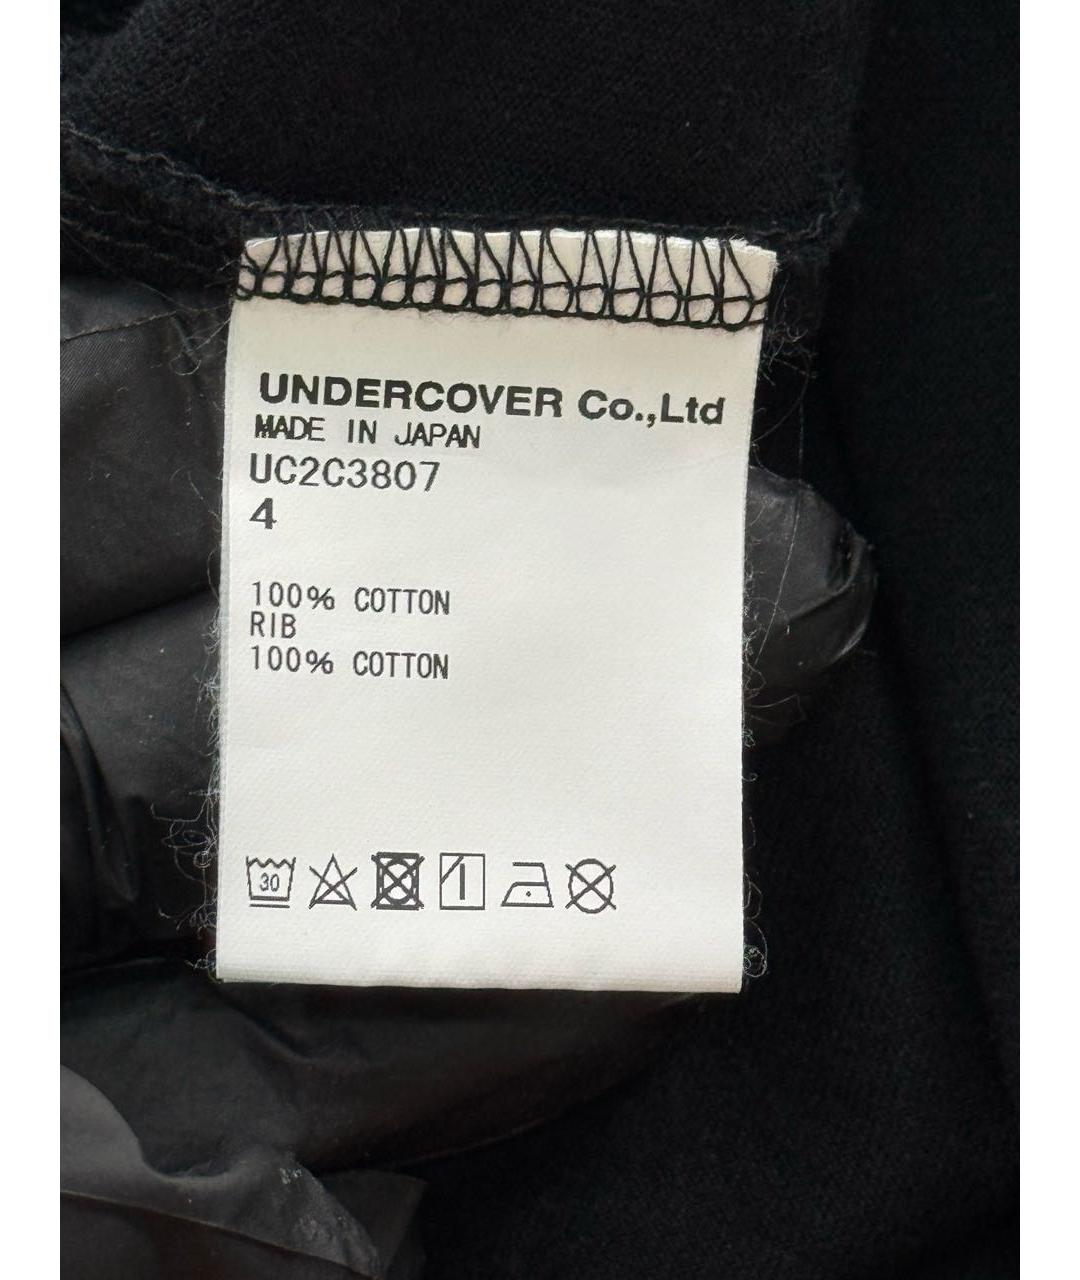 UNDERCOVER Co.,Ltd
MADE IN JAPAN
UC2C3807
4
100% COTTON
RIB
100% COTTON
30